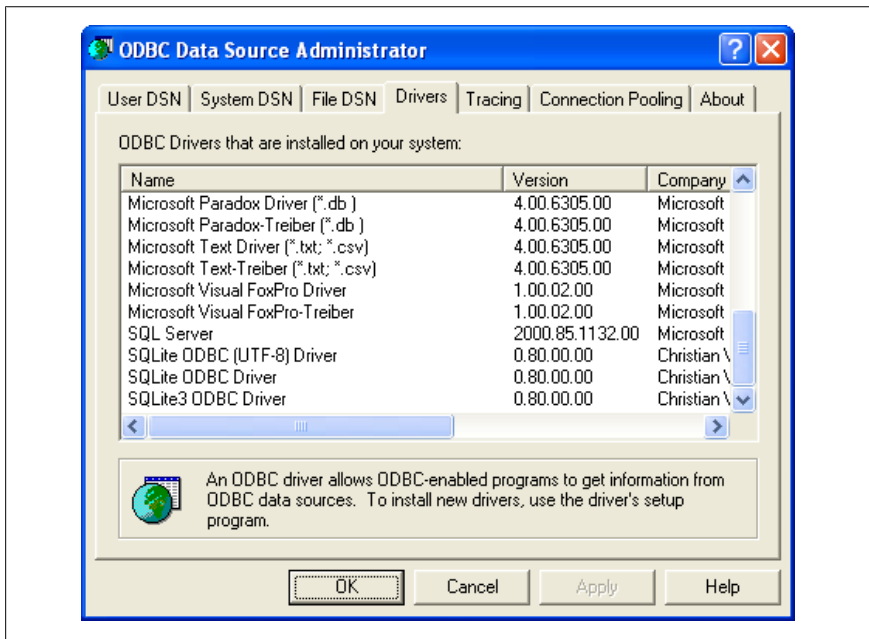 ODBC Data Source Administrator
User DSN System DSN File DSN Drivers Tracing Connection Pooling About
ODBC Drivers that are installed on your system:
Name Version Company
Microsoft Paradox Driver (*.db ) 4.00.6305.00 Microsoft
Microsoft Paradox-Treiber (*.db ) 4.00.6305.00 Microsoft
Microsoft Text Driver (*.txt; *.csv) 4.00.6305.00 Microsoft
Microsoft Text-Treiber (*.txt; *.csv) 4.00.6305.00 Microsoft
Microsoft Visual FoxPro Driver 1.00.02.00 Microsoft
Microsoft Visual FoxPro-Treiber 1.00.02.00 Microsoft
SQL Server 2000.85.1132.00 Microsoft
SQLite ODBC (UTF-8) Driver 0.80.00.00 Christian
SQLite ODBC Driver 0.80.00.00 Christian
SQLite3 ODBC Driver 0.80.00.00 Christian
An ODBC driver allows ODBC-enabled programs to get information from
ODBC data sources. To install new drivers, use the driver's setup
program.
OK Cancel Apply Help